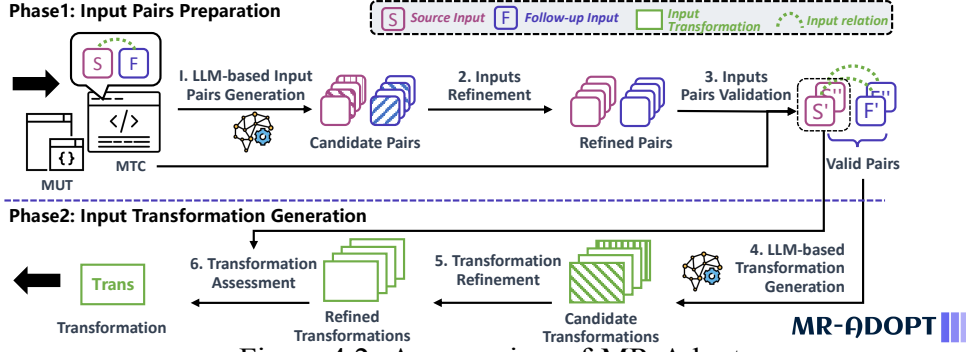 Phase1: Input Pairs Preparation
S Source Input F Follow-up Input Input Transformation Input relation
S F
</>
{}
MUT
MTC
1. LLM-based Input
Pairs Generation
Candidate Pairs
2. Inputs
Refinement
Refined Pairs
3. Inputs
Pairs Validation
S'
F'
Valid Pairs
Phase2: Input Transformation Generation
4. LLM-based
Transformation
Generation
Candidate
Transformations
5. Transformation
Refinement
Refined
Transformations
6. Transformation
Assessment
Trans
Transformation
MR-ADOPT